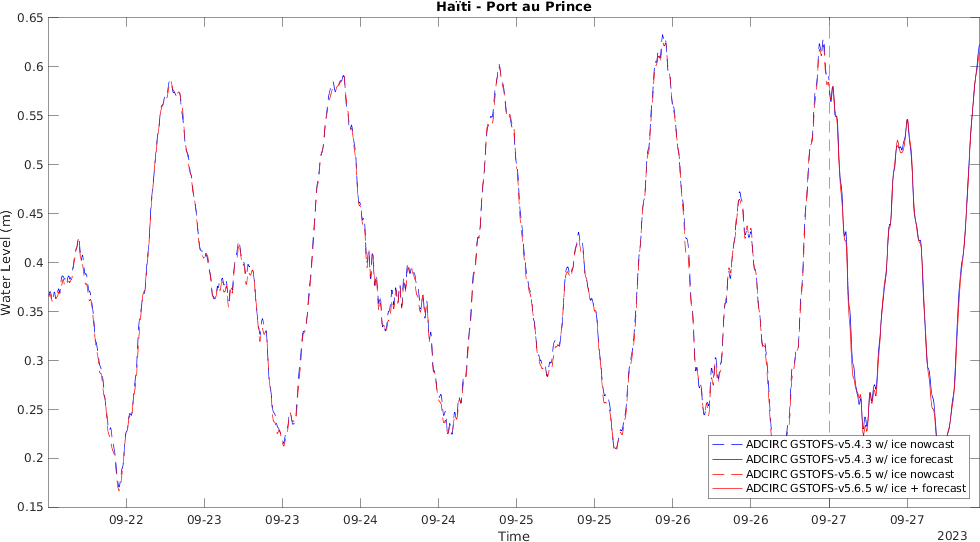 Haïti - Port au Prince
Water Level (m)
0.65
0.6
0.55
0.5
0.45
0.4
0.35
0.3
0.25
0.2
0.15
ADCIRC GSTOFS-v5.4.3 w/ ice nowcast
ADCIRC GSTOFS-v5.4.3 w/ ice forecast
ADCIRC GSTOFS-v5.6.5 w/ ice nowcast
ADCIRC GSTOFS-v5.6.5 w/ ice + forecast
09-22 09-23 09-23 09-24 09-24 09-25 09-25 09-26 09-26 09-27 09-27
Time
2023